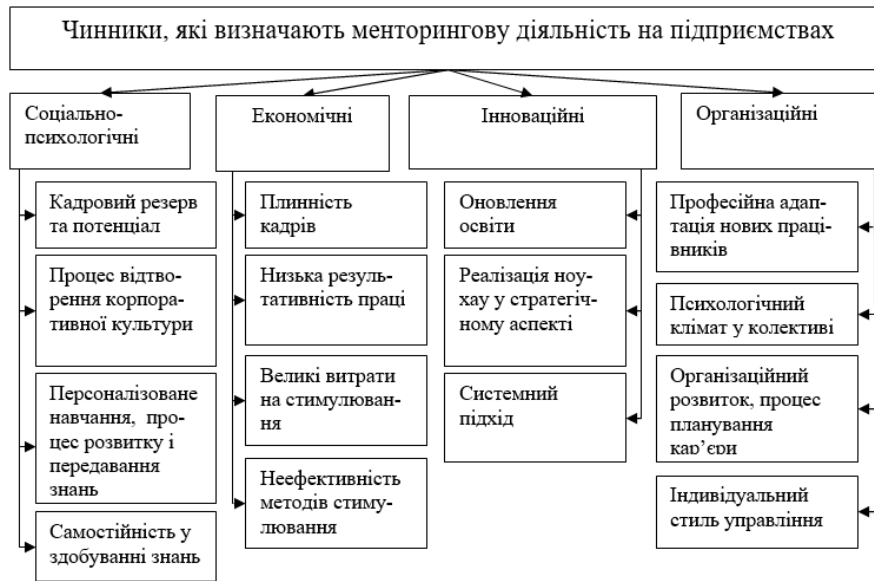 Чинники, які визначають менторингову діяльність на підприємствах
Соціально-
психологічні
Кадровий резерв
та потенціал
Процес відтво-
рення корпора-
тивної культури
Персоналізоване
навчання, про-
цес розвитку і
передавання
знань
Самостійність у
здобуванні знань
Економічні
Плинність
кадрів
Низька резуль-
тативність праці
Великі витрати
на стимулюван-
ня
Неефективність
методів стиму-
лювання
Інноваційні
Оновлення
освіти
Реалізація ноу-
хау у стратегіч-
ному аспекті
Системний
підхід
Організаційні
Професійна адап-
тація нових праці-
вників
Психологічний
клімат у колективі
Організаційний
розвиток, процес
планування
кар’єри
Індивідуальний
стиль управління